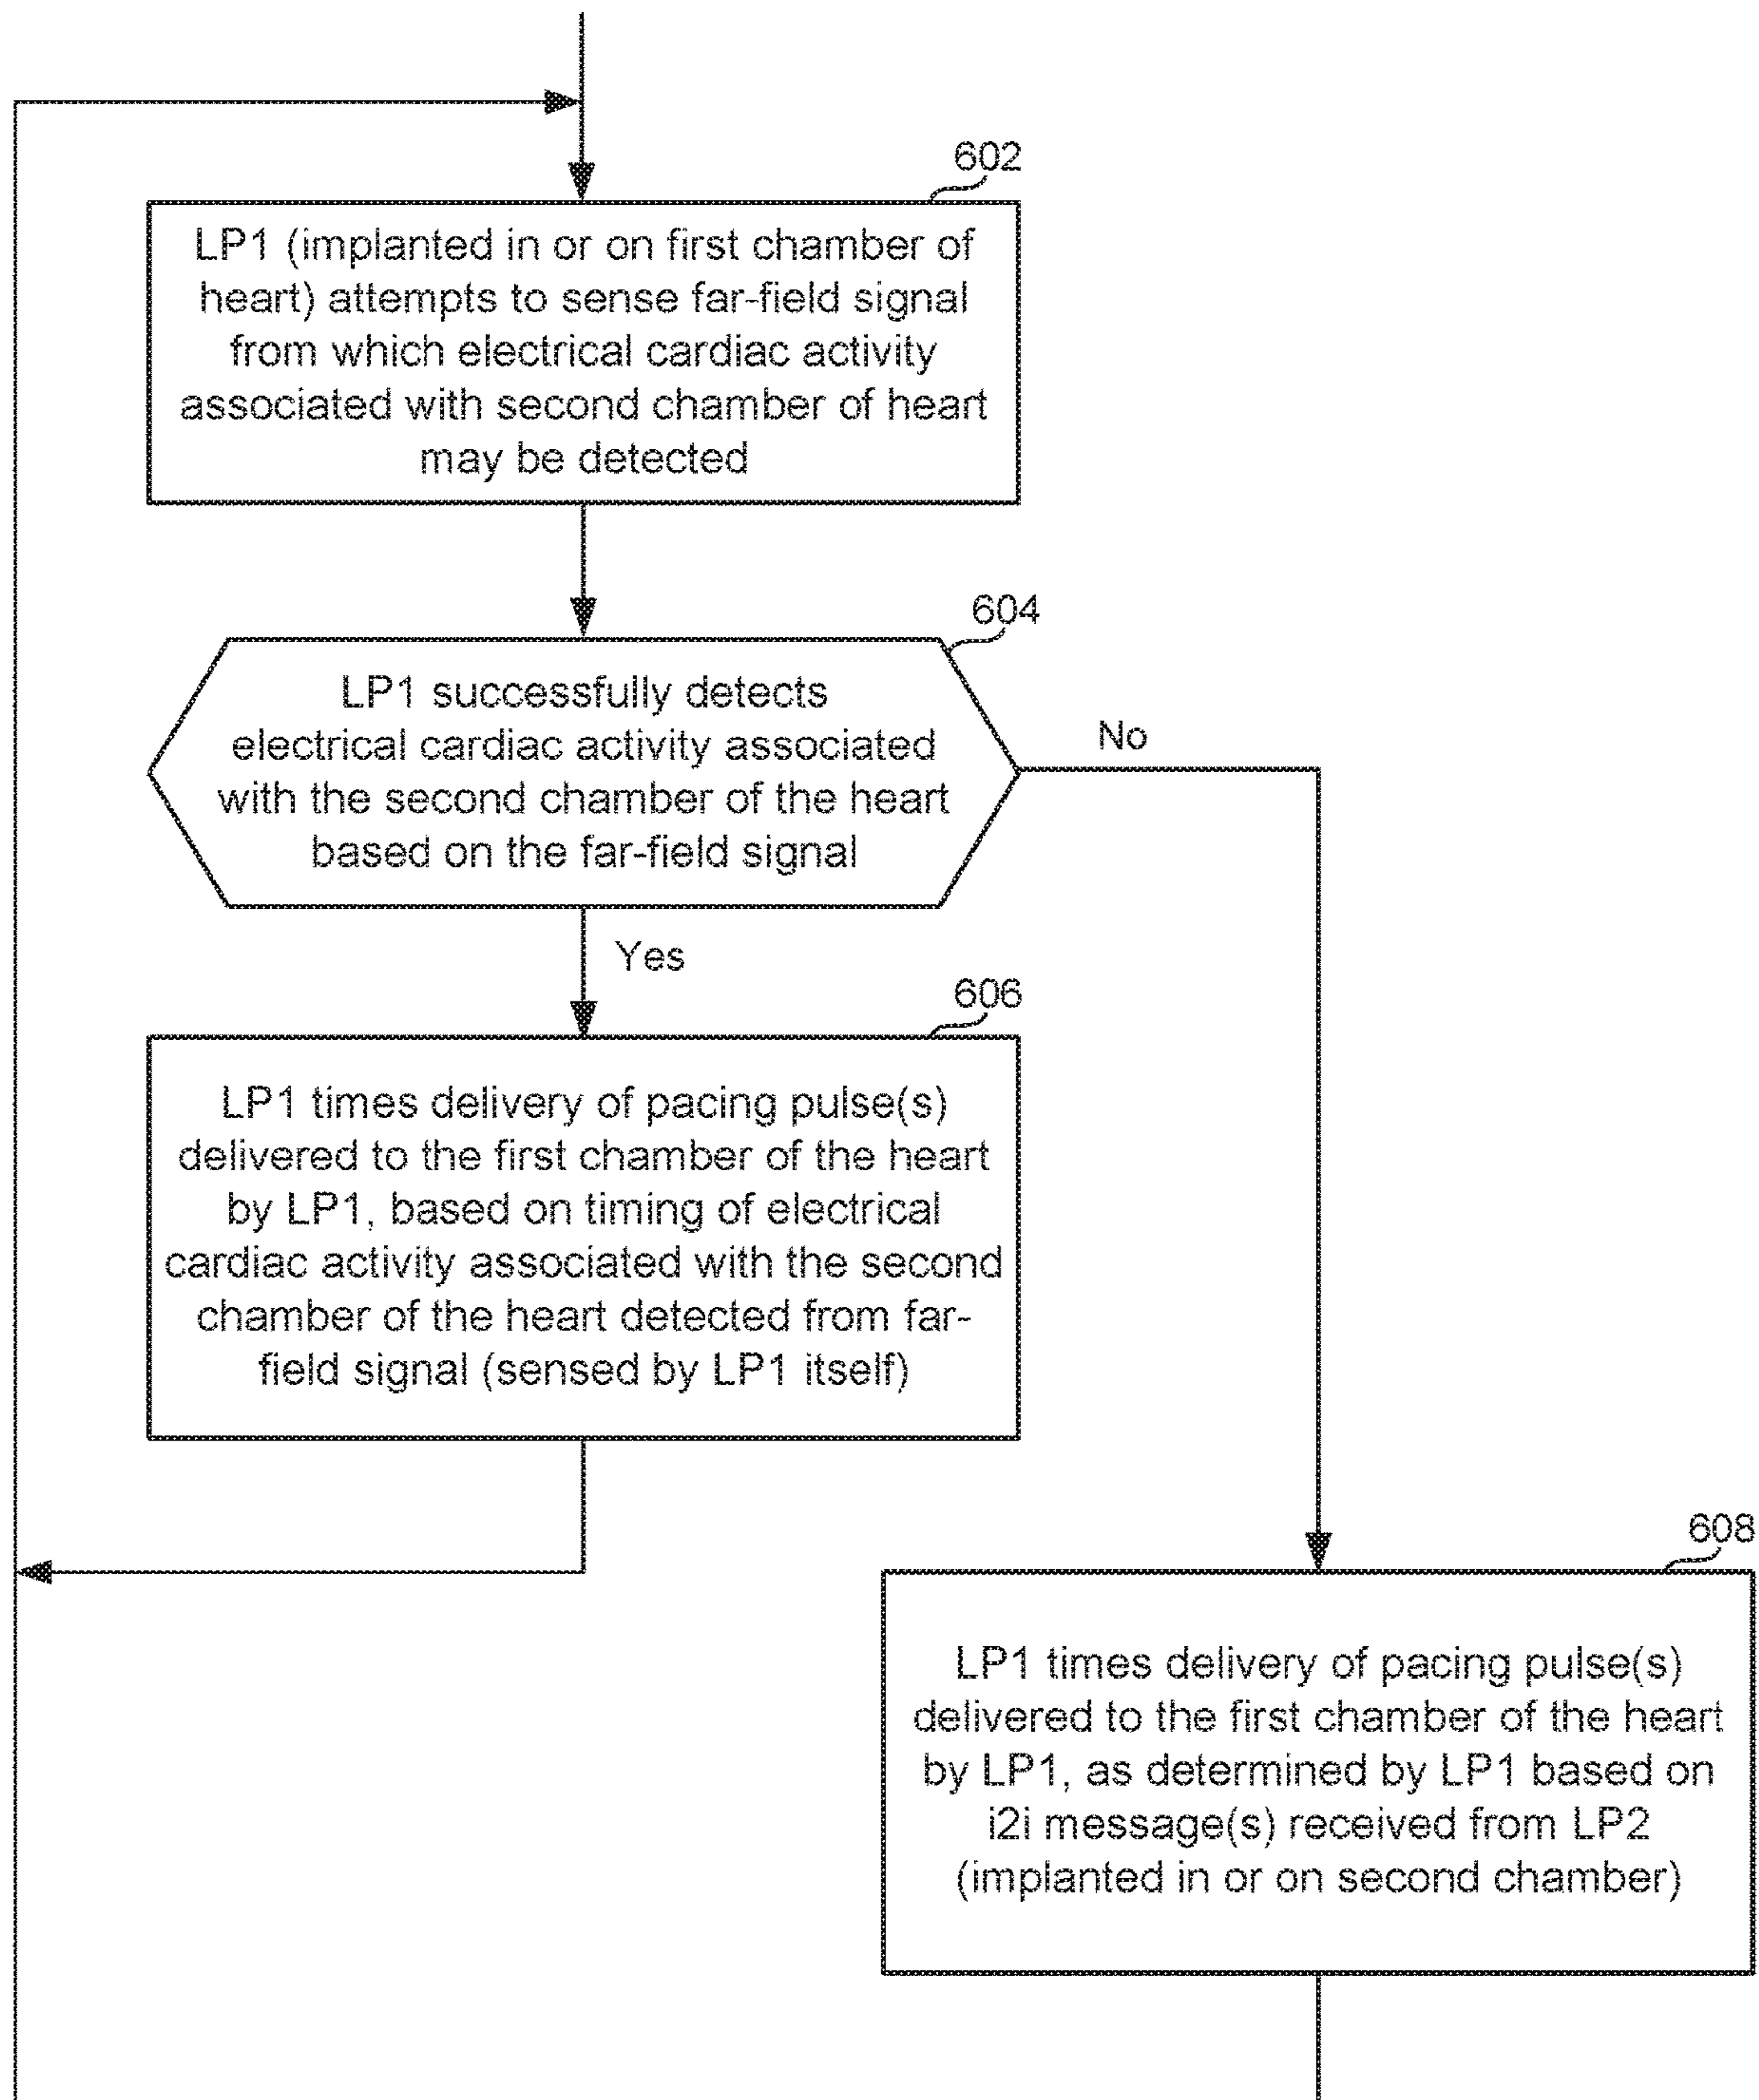 602
LP1 (implanted in or on first chamber of
heart) attempts to sense far-field signal
from which electrical cardiac activity
associated with second chamber of heart
may be detected
604
LP1 successfully detects
electrical cardiac activity associated
with the second chamber of the heart
based on the far-field signal
No
Yes
606
LP1 times delivery of pacing pulse(s)
delivered to the first chamber of the heart
by LP1, based on timing of electrical
cardiac activity associated with the second
chamber of the heart detected from far-
field signal (sensed by LP1 itself)
608
LP1 times delivery of pacing pulse(s)
delivered to the first chamber of the heart
by LP1, as determined by LP1 based on
i2i message(s) received from LP2
(implanted in or on second chamber)